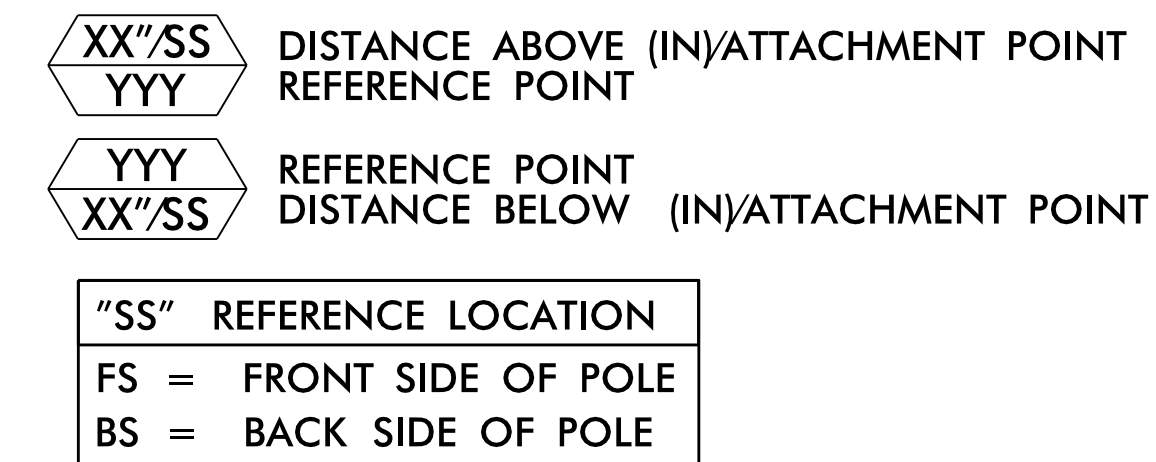 XX"/SS DISTANCE ABOVE (IN)/ATTACHMENT POINT
YYY REFERENCE POINT
YYY REFERENCE POINT
XX"/SS DISTANCE BELOW (IN)/ATTACHMENT POINT
"SS" REFERENCE LOCATION
FS = FRONT SIDE OF POLE
BS = BACK SIDE OF POLE